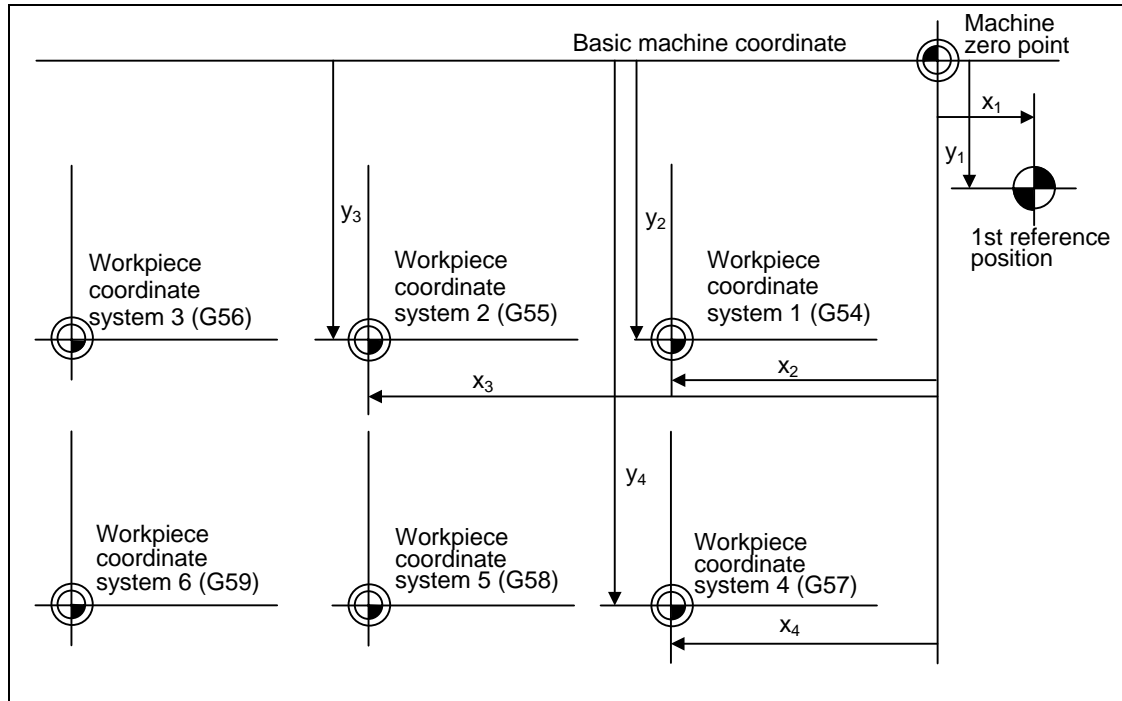 Basic machine coordinate
Machine
zero point
x₁
y₁
1st reference
position
y₃
y₂
Workpiece
coordinate
system 3 (G56)
Workpiece
coordinate
system 2 (G55)
Workpiece
coordinate
system 1 (G54)
x₃
x₂
y₄
Workpiece
coordinate
system 6 (G59)
Workpiece
coordinate
system 5 (G58)
Workpiece
coordinate
system 4 (G57)
x₄